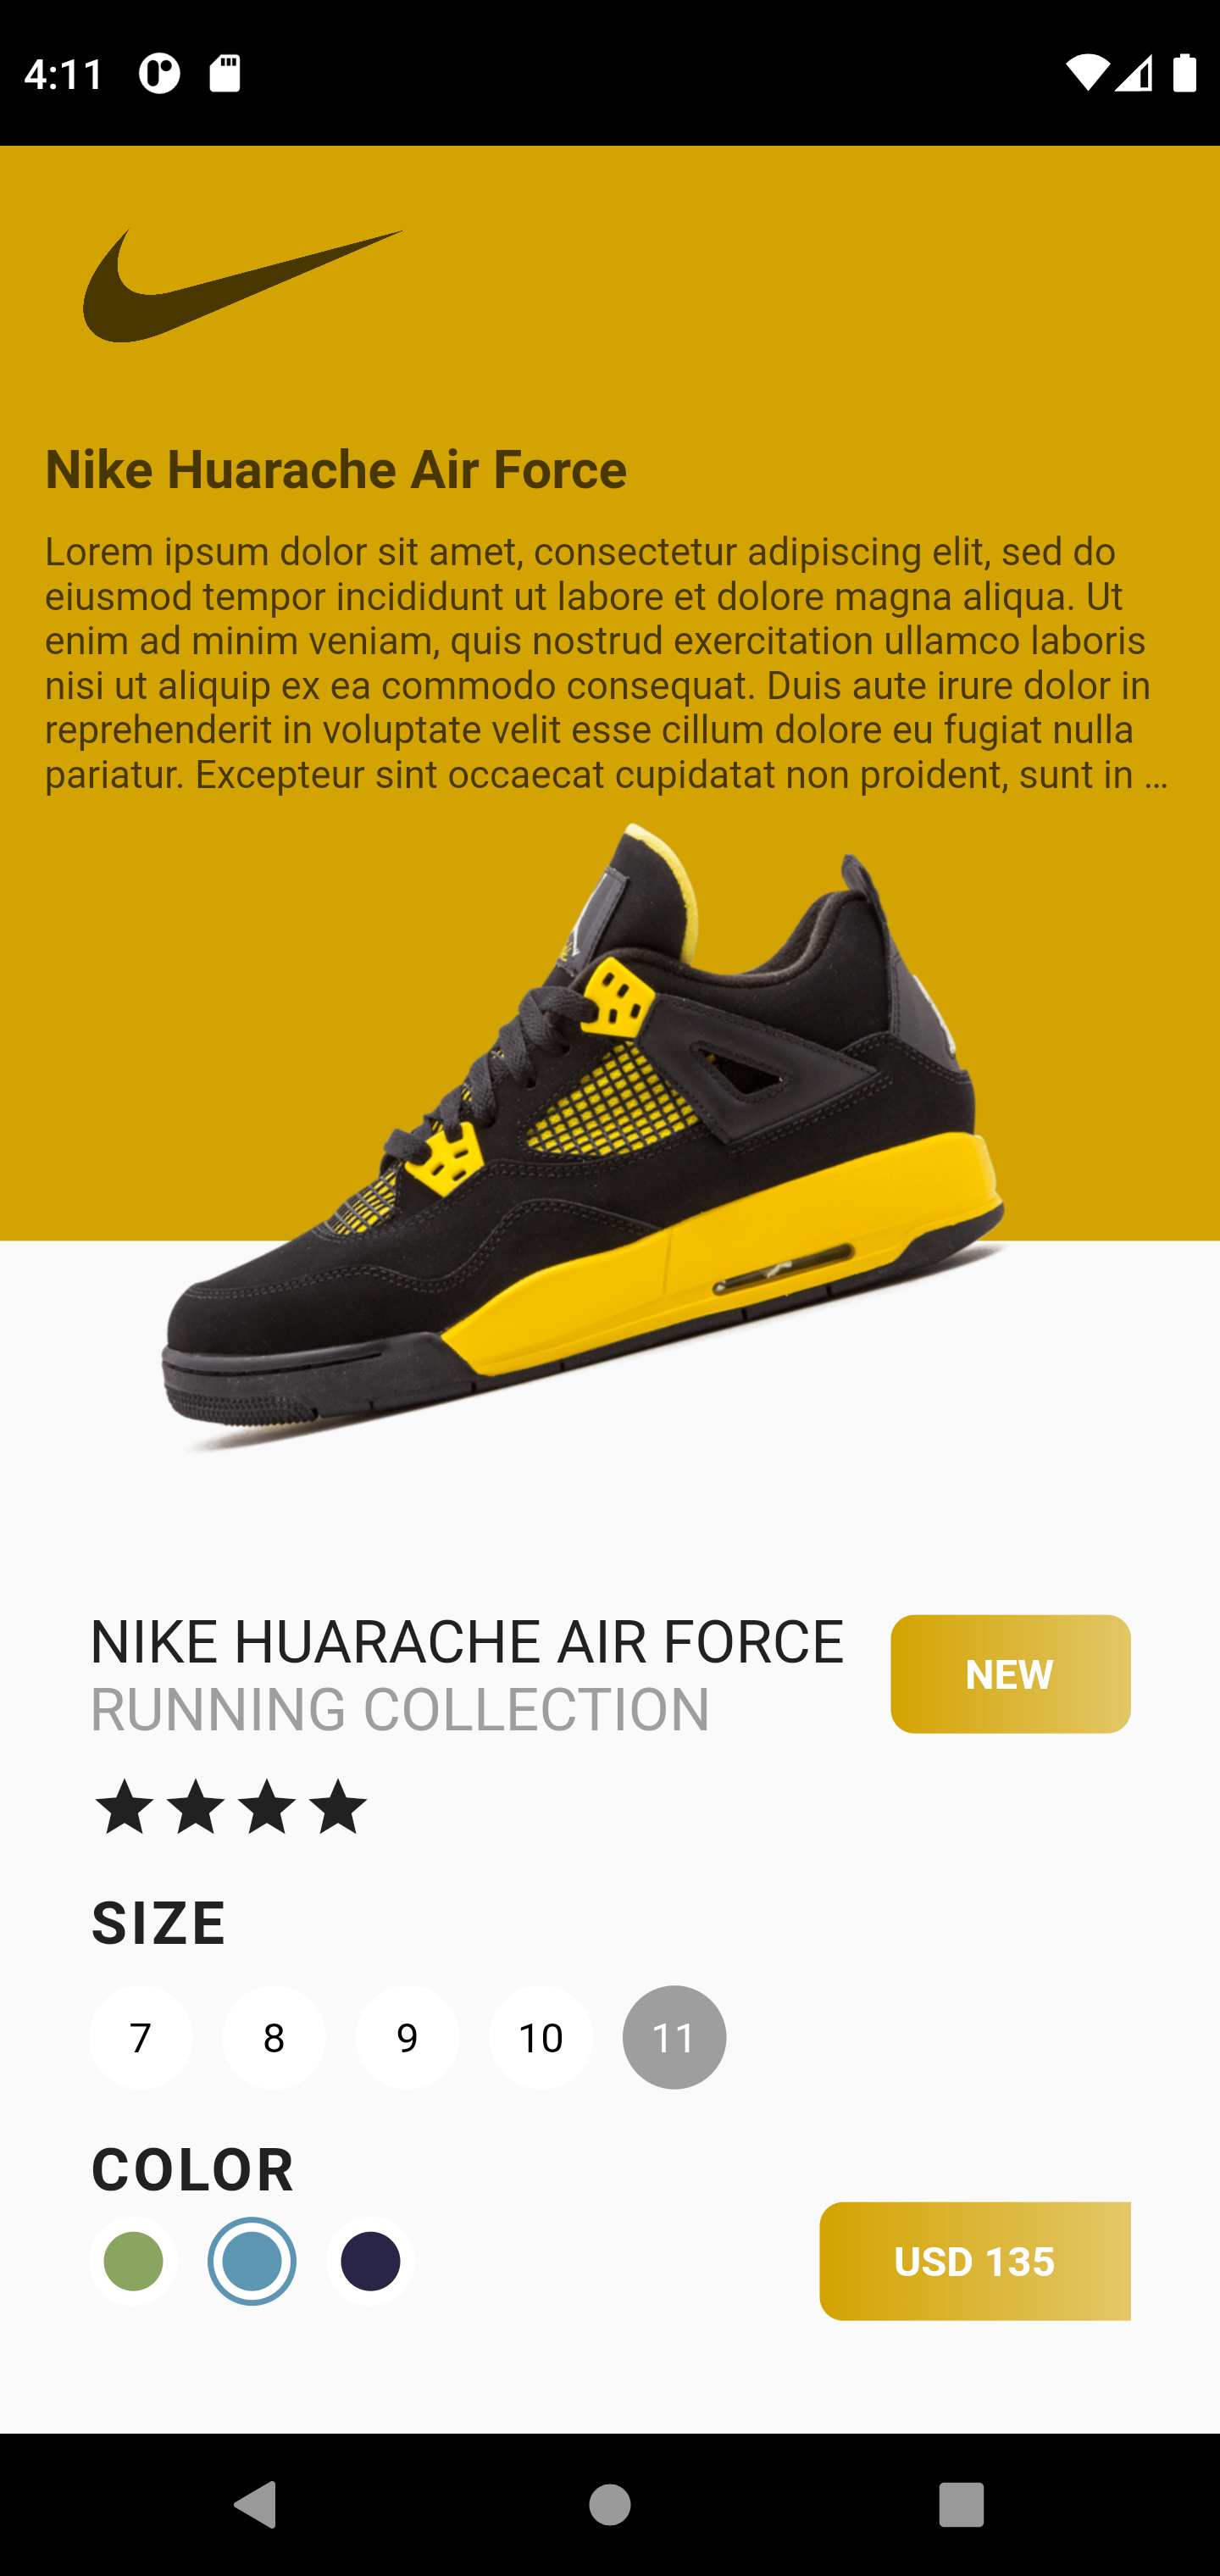 4:11
Nike Huarache Air Force
Lorem ipsum dolor sit amet, consectetur adipiscing elit, sed do
eiusmod tempor incididunt ut labore et dolore magna aliqua. Ut
enim ad minim veniam, quis nostrud exercitation ullamco laboris
nisi ut aliquip ex ea commodo consequat. Duis aute irure dolor in
reprehenderit in voluptate velit esse cillum dolore eu fugiat nulla
pariatur. Excepteur sint occaecat cupidatat non proident, sunt in ...
NIKE HUARACHE AIR FORCE
NEW
RUNNING COLLECTION
SIZE
7 8 9 10 11
COLOR
USD 135